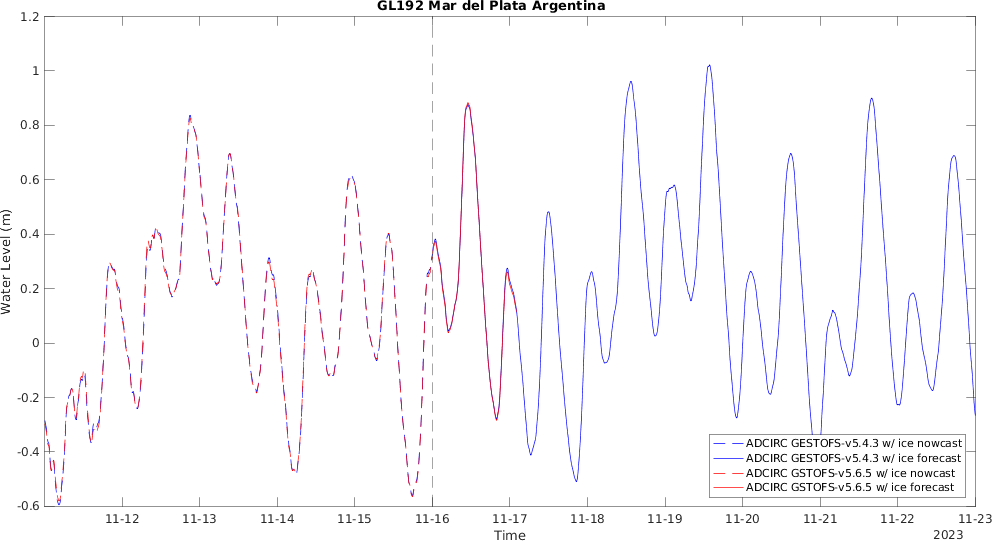 GL192 Mar del Plata Argentina
1.2
1
0.8
0.6
0.4
0.2
0
-0.2
-0.4
-0.6
Water Level (m)
ADCIRC GESTOFS-v5.4.3 w/ ice nowcast
ADCIRC GESTOFS-v5.4.3 w/ ice forecast
ADCIRC GSTOFS-v5.6.5 w/ ice nowcast
ADCIRC GSTOFS-v5.6.5 w/ ice forecast
11-12 11-13 11-14 11-15 11-16 11-17 11-18 11-19 11-20 11-21 11-22 11-23
Time
2023